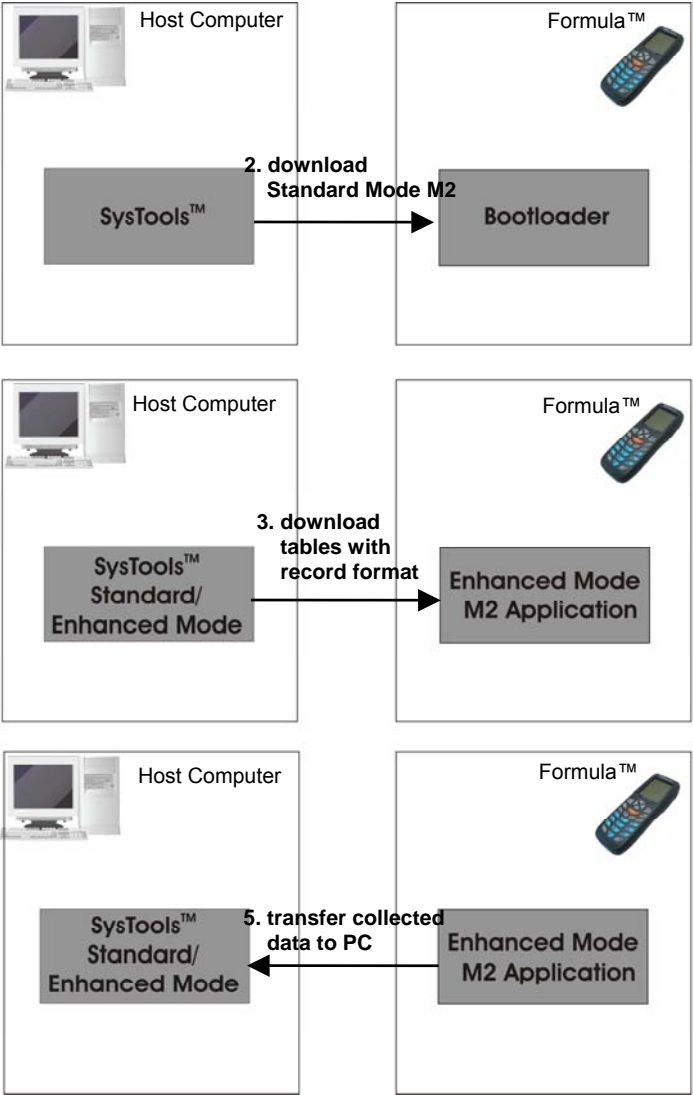 Host Computer
Formula™
2. download
Standard Mode M2
SysTools™
Bootloader
Host Computer
Formula™
3. download
tables with
record format
SysTools™
Standard/
Enhanced Mode
Enhanced Mode
M2 Application
Host Computer
Formula™
5. transfer collected
data to PC
SysTools™
Standard/
Enhanced Mode
Enhanced Mode
M2 Application